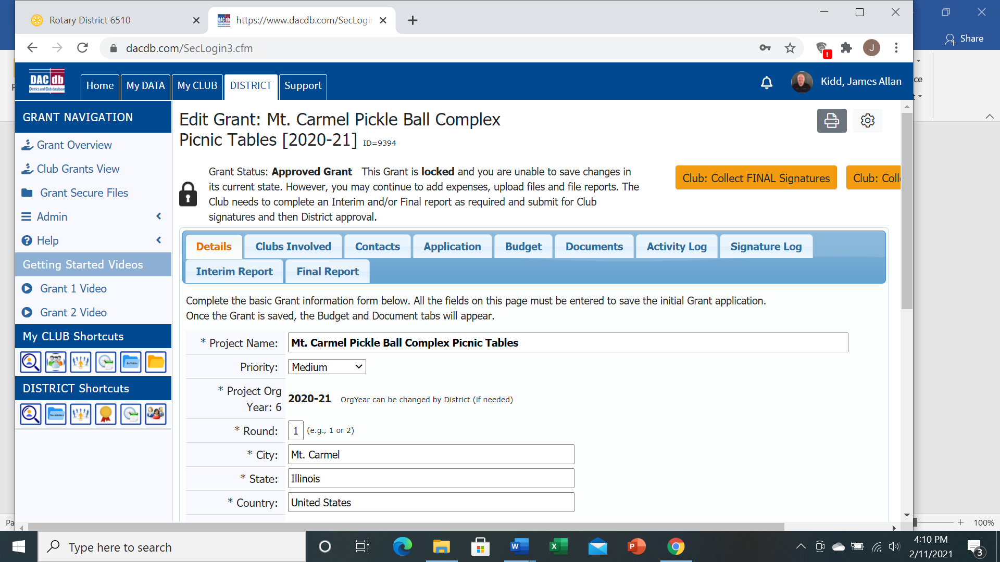 Rotary District 6510
https://www.dacdb.com/SecLogi
Share
dacdb.com/SecLogin3.cfm
J
DAC db
District and Club database
Home
My DATA
My CLUB
DISTRICT
Support
Kidd, James Allan
GRANT NAVIGATION
Grant Overview
Club Grants View
Grant Secure Files
Admin
Help
Getting Started Videos
Grant 1 Video
Grant 2 Video
My CLUB Shortcuts
DISTRICT Shortcuts
Edit Grant: Mt. Carmel Pickle Ball Complex
Picnic Tables [2020-21] ID=9394
Grant Status: Approved Grant This Grant is locked and you are unable to save changes in
its current state. However, you may continue to add expenses, upload files and file reports. The
Club needs to complete an Interim and/or Final report as required and submit for Club
signatures and then District approval.
Club: Collect FINAL Signatures
Club: Coll
Details
Clubs Involved
Contacts
Application
Budget
Documents
Activity Log
Signature Log
Interim Report
Final Report
Complete the basic Grant information form below. All the fields on this page must be entered to save the initial Grant application.
Once the Grant is saved, the Budget and Document tabs will appear.
* Project Name: Mt. Carmel Pickle Ball Complex Picnic Tables
Priority: Medium
* Project Org
Year: 6
2020-21 OrgYear can be changed by District (if needed)
* Round: 1 (e.g., 1 or 2)
* City: Mt. Carmel
* State: Illinois
* Country: United States
Pa
100%
Type here to search
4:10 PM
2/11/2021
3